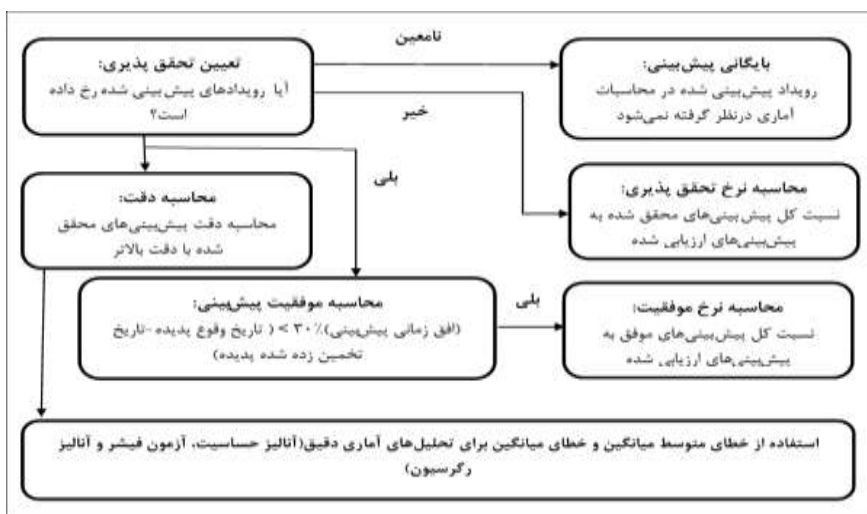 تعیین تحقق پذیری:
آیا رویدادهای پیش‌بینی شده رخ داده
است؟
نامعین
خیر
بلی
بایگانی پیش‌بینی:
رویداد پیش‌بینی شده در محاسبات
آماری درنظر گرفته نمی‌شود
محاسبه دقت:
محاسبه دقت پیش‌بینی‌های محقق
شده با دقت بالاتر
محاسبه نرخ تحقق پذیری:
نسبت کل پیش‌بینی‌های محقق شده به
پیش‌بینی‌های ارزیابی شده
محاسبه موفقیت پیش‌بینی:
(افق زمانی پیش‌بینی)٪۳۰ > ( تاریخ وقوع پدیده -تاریخ
تخمین زده شده پدیده)
بلی
محاسبه نرخ موفقیت:
نسبت کل پیش‌بینی‌های موفق به
پیش‌بینی‌های ارزیابی شده
استفاده از خطای متوسط میانگین و خطای میانگین برای تحلیل‌های آماری دقیق(آنالیز حساسیت، آزمون فیشر و آنالیز
رگرسیون)